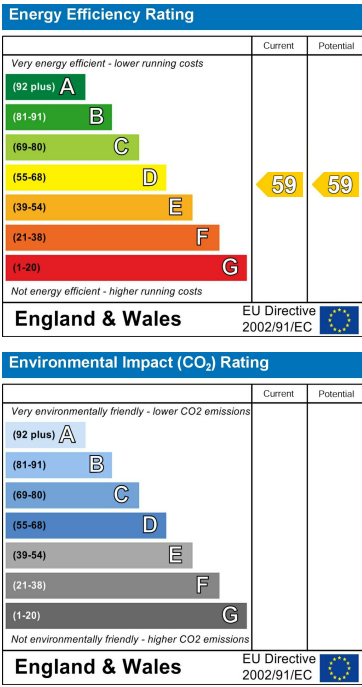 Energy Efficiency Rating
Current Potential
Very energy efficient - lower running costs
(92 plus) A
(81-91) B
(69-80) C
(55-68) D 59 59
(39-54) E
(21-38) F
(1-20) G
Not energy efficient - higher running costs
England & Wales EU Directive
2002/91/EC
Environmental Impact (CO₂) Rating
Current Potential
Very environmentally friendly - lower CO2 emissions
(92 plus) A
(81-91) B
(69-80) C
(55-68) D
(39-54) E
(21-38) F
(1-20) G
Not environmentally friendly - higher CO2 emissions
England & Wales EU Directive
2002/91/EC